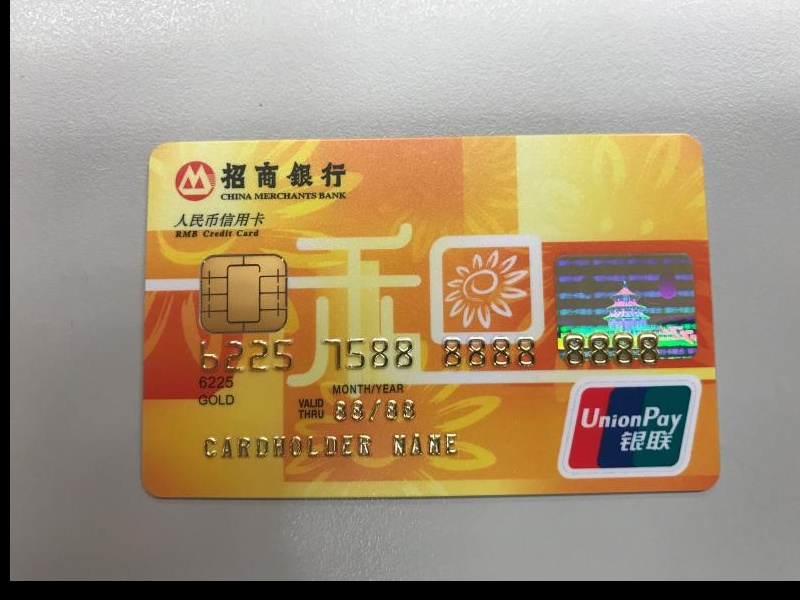 招商银行
CHINA MERCHANTS BANK
人民币信用卡
RMB Credit Card
6225 7588 8888 8888
6225
GOLD
MONTH/YEAR
VALID THRU 88/88
CARDHOLDER NAME
UnionPay
银联